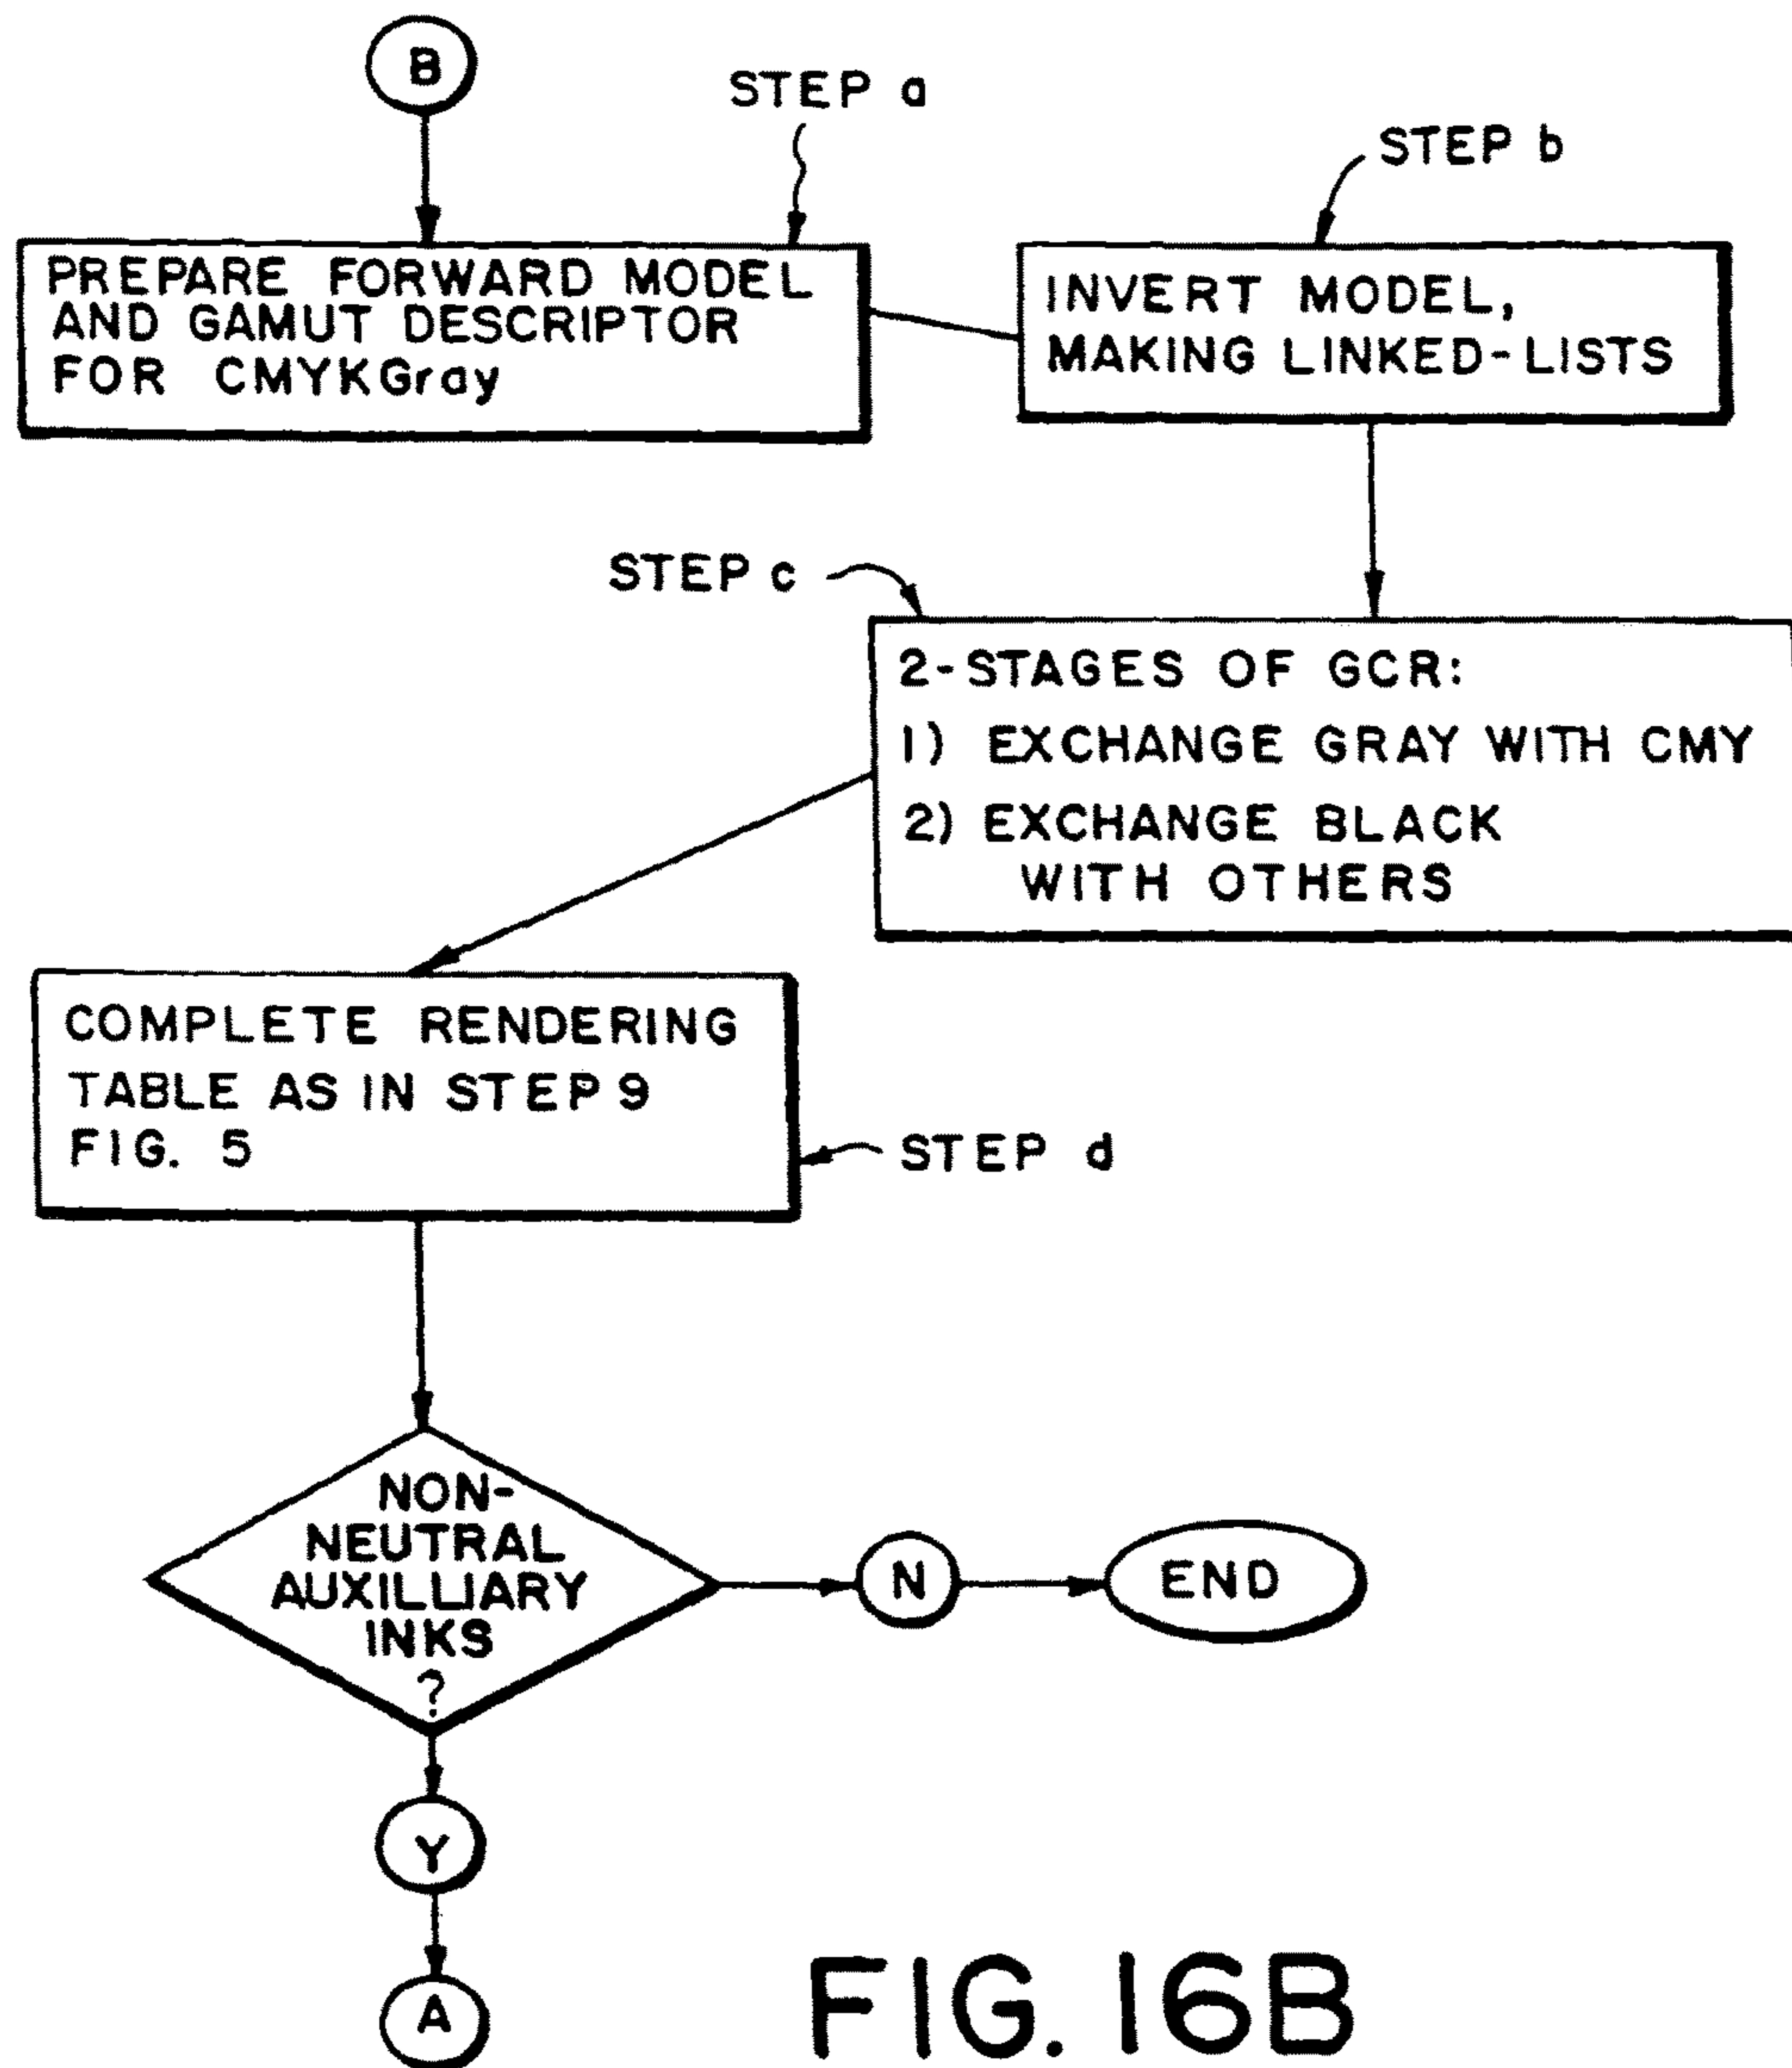 B
STEP a
STEP b
PREPARE FORWARD MODEL
AND GAMUT DESCRIPTOR
FOR CMYKGray
INVERT MODEL,
MAKING LINKED-LISTS
STEP c
2-STAGES OF GCR:
1) EXCHANGE GRAY WITH CMY
2) EXCHANGE BLACK
WITH OTHERS
COMPLETE RENDERING
TABLE AS IN STEP 9
FIG. 5
STEP d
NON-
NEUTRAL
AUXILLIARY
INKS
?
N
END
Y
A
FIG. 16B